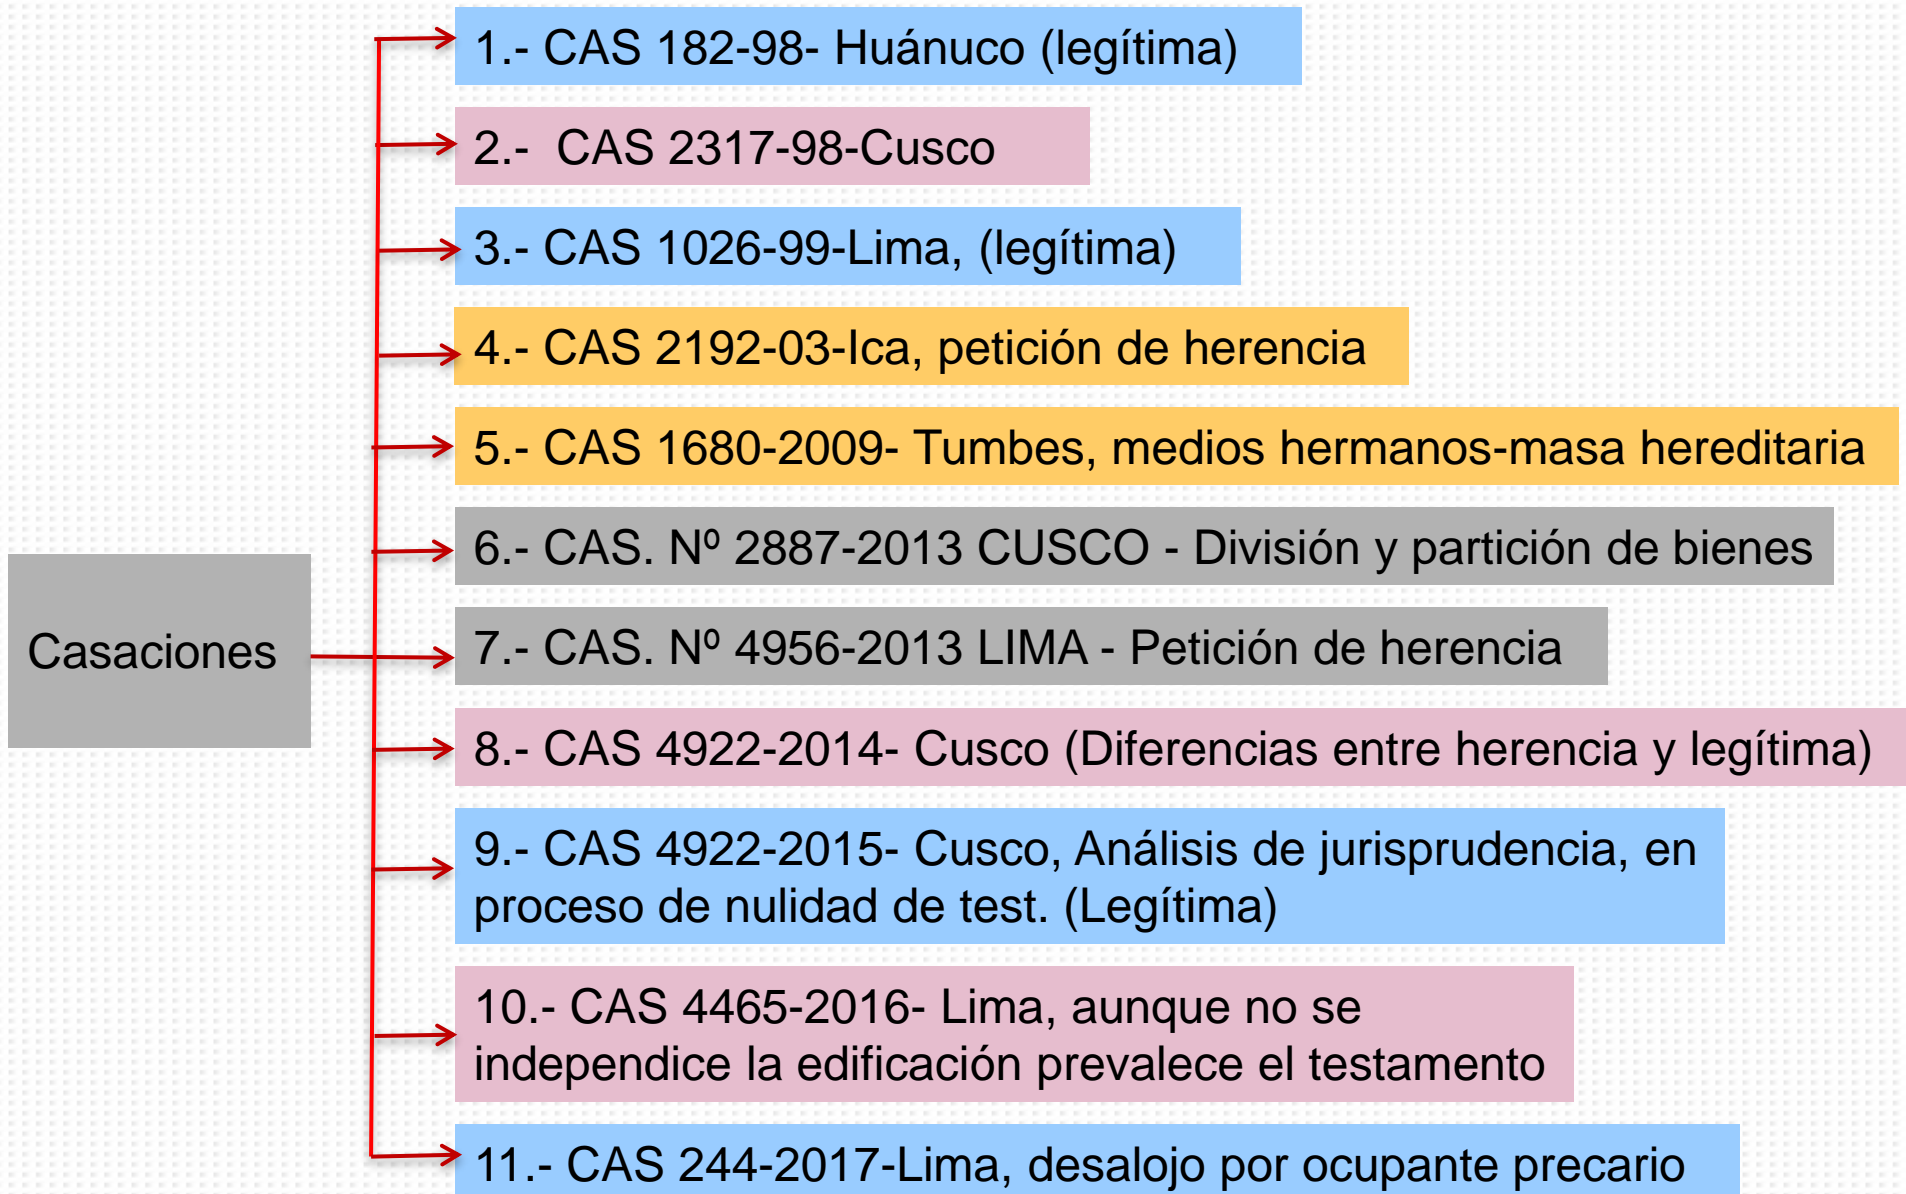 1.- CAS 182-98- Huánuco (legítima)
2.-  CAS 2317-98-Cusco
3.- CAS 1026-99-Lima, (legítima)
4.- CAS 2192-03-Ica, petición de herencia
5.- CAS 1680-2009- Tumbes, medios hermanos-masa hereditaria
6.- CAS. Nº 2887-2013 CUSCO - División y partición de bienes
Casaciones
7.- CAS. Nº 4956-2013 LIMA - Petición de herencia
8.- CAS 4922-2014- Cusco (Diferencias entre herencia y legítima)
9.- CAS 4922-2015- Cusco, Análisis de jurisprudencia, en
proceso de nulidad de test. (Legítima)
10.- CAS 4465-2016- Lima, aunque no se
independice la edificación prevalece el testamento
11.- CAS 244-2017-Lima, desalojo por ocupante precario